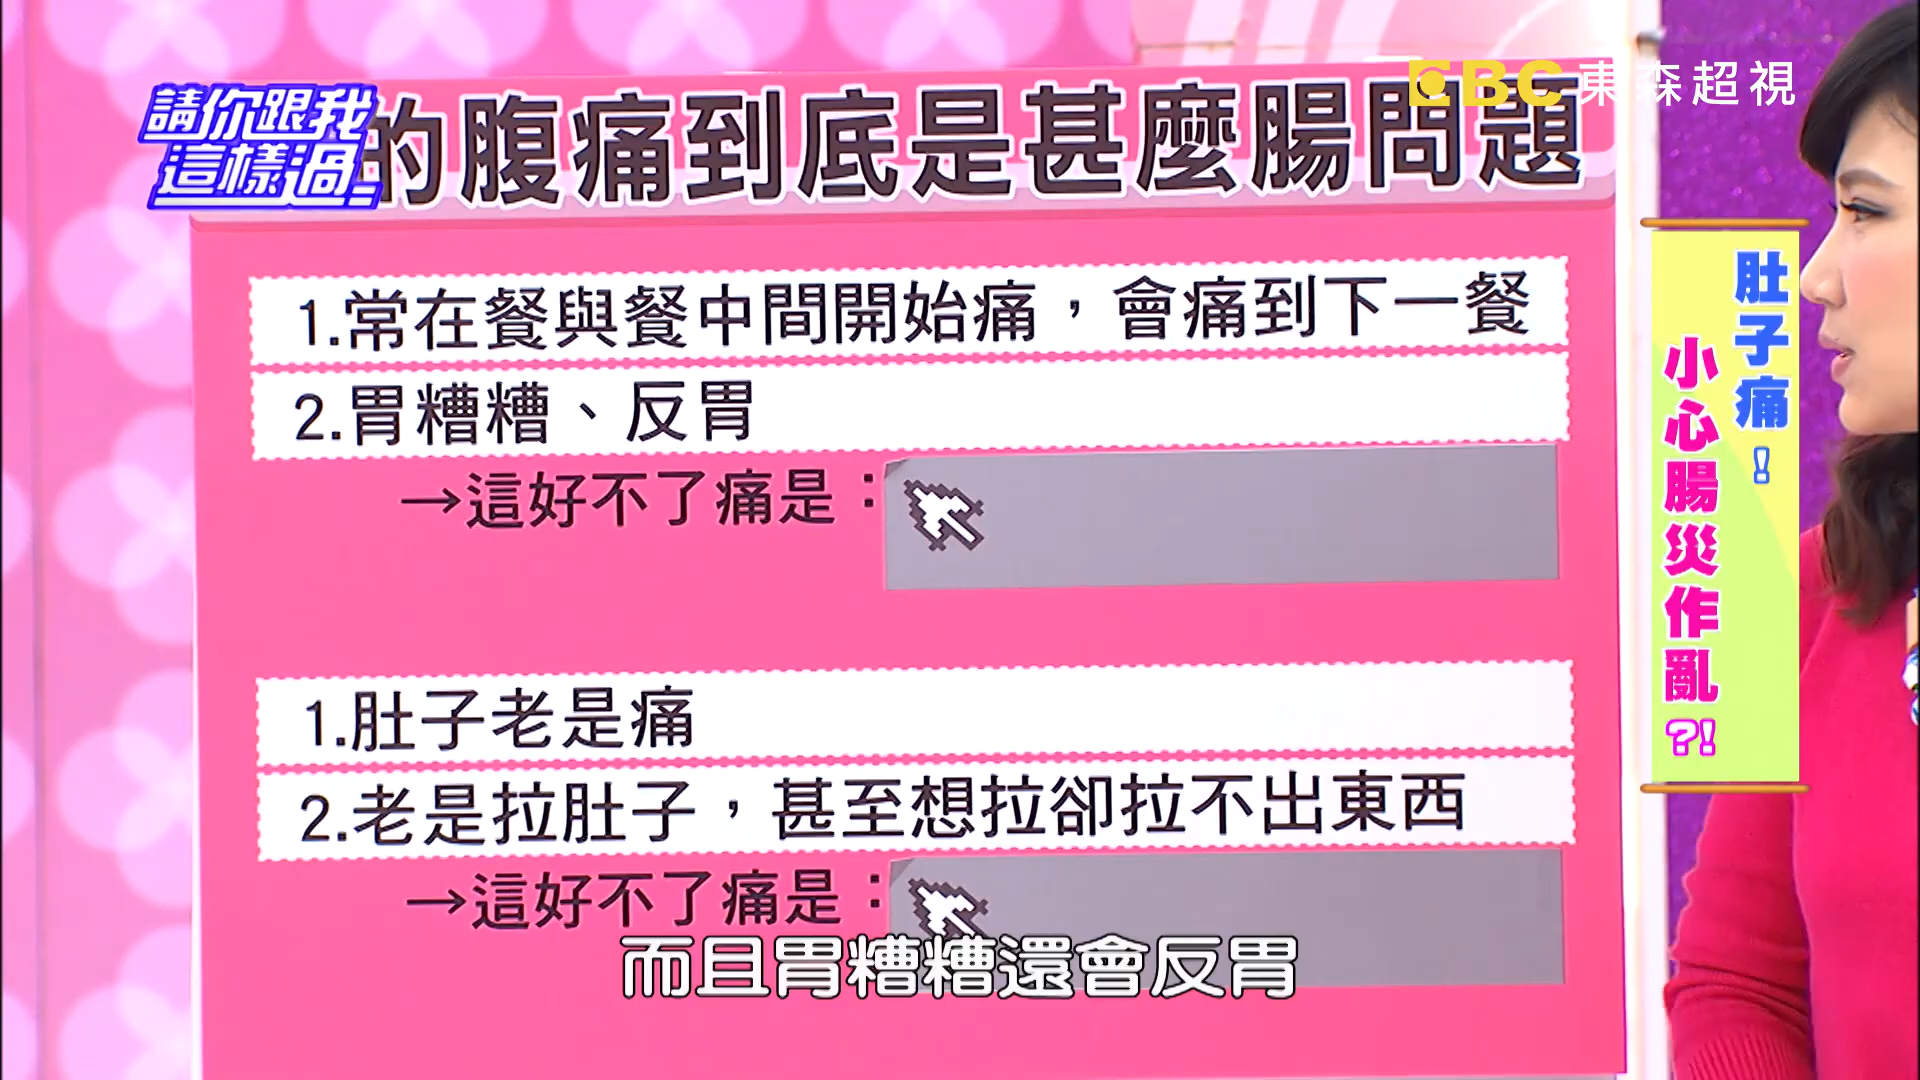 EBC 東森超視
請你跟我
這樣過
的腹痛到底是甚麼腸問題
1.常在餐與餐中間開始痛，會痛到下一餐
2.胃糟糟、反胃
→這好不了痛是：
1.肚子老是痛
2.老是拉肚子，甚至想拉卻拉不出東西
→這好不了痛是：
肚子痛！
小心腸災作亂?!
而且胃糟糟還會反胃